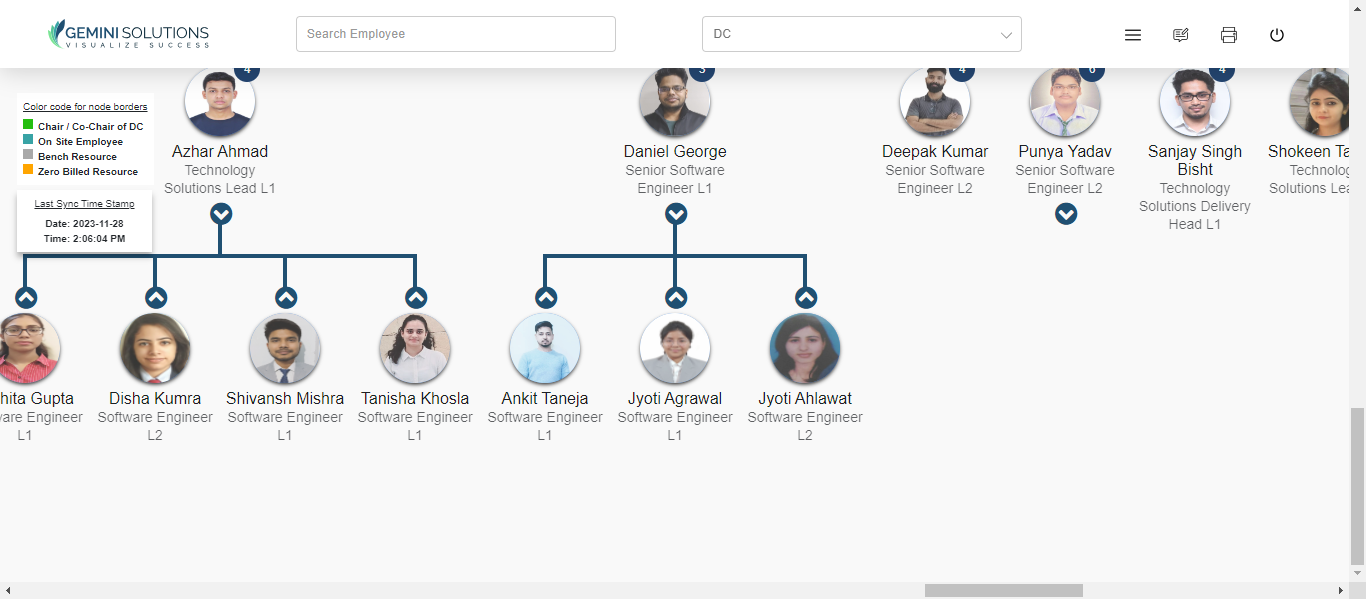 GEMINI SOLUTIONS
VISUALIZE SUCCESS
Search Employee
DC
4
3
4
6
4
Color code for node borders
Chair / Co-Chair of DC
On Site Employee
Bench Resource
Zero Billed Resource
Last Sync Time Stamp
Date: 2023-11-28
Time: 2:06:04 PM
Azhar Ahmad
Technology
Solutions Lead L1
Daniel George
Senior Software
Engineer L1
Deepak Kumar
Senior Software
Engineer L2
Punya Yadav
Senior Software
Engineer L2
Sanjay Singh
Bisht
Technology
Solutions Delivery
Head L1
Shokeen Ta
Technolog
Solutions Lea
hita Gupta
ware Engineer
L1
Disha Kumra
Software Engineer
L2
Shivansh Mishra
Software Engineer
L1
Tanisha Khosla
Software Engineer
L1
Ankit Taneja
Software Engineer
L1
Jyoti Agrawal
Software Engineer
L1
Jyoti Ahlawat
Software Engineer
L2